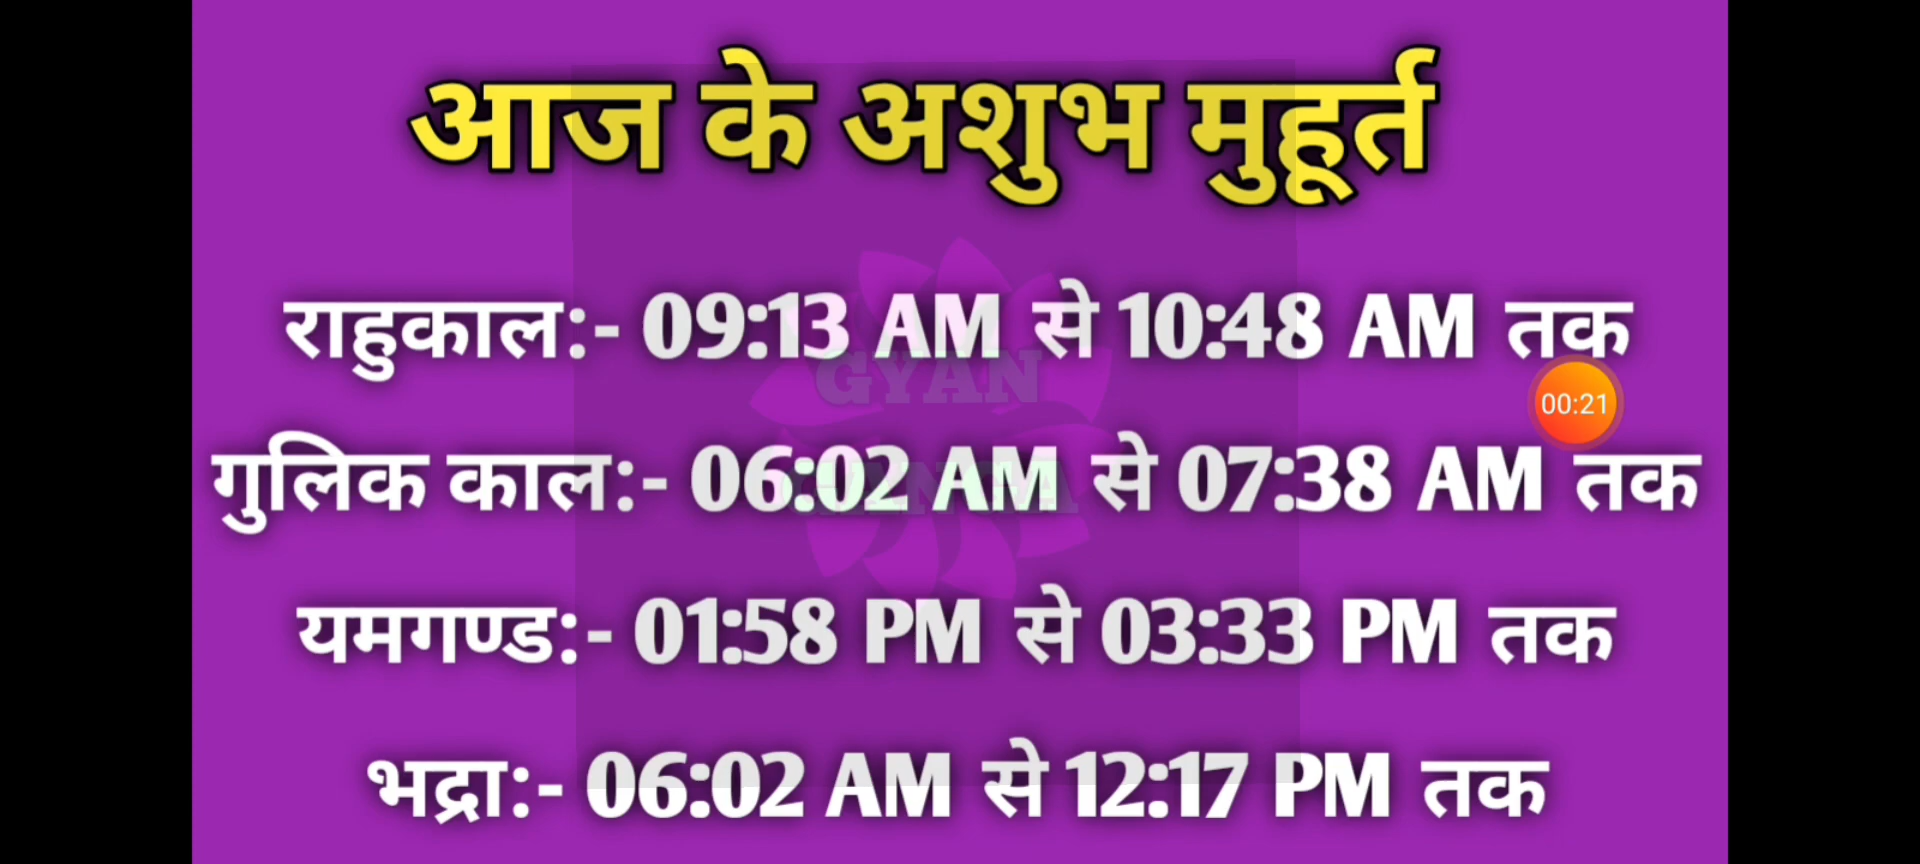 आज के अशुभ मुहूर्त
राहुकाल:- 09:13 AM से 10:48 AM तक
GYAN
00:21
गुलिक काल:- 06:02 AM से 07:38 AM तक
यमगण्ड:- 01:58 PM से 03:33 PM तक
भद्रा:- 06:02 AM से 12:17 PM तक